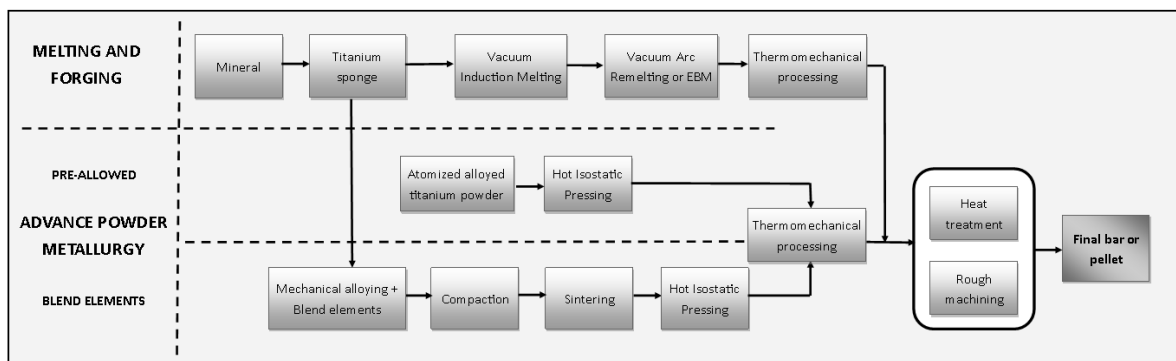 MELTING AND
FORGING
Mineral
Titanium
sponge
Vacuum
Induction Melting
Vacuum Arc
Remelting or EBM
Thermomechanical
processing
PRE-ALLOWED
Atomized alloyed
titanium powder
Hot Isostatic
Pressing
ADVANCE POWDER
METALLURGY
Thermomechanical
processing
Heat
treatment
Final bar or
pellet
BLEND ELEMENTS
Mechanical alloying +
Blend elements
Compaction
Sintering
Hot Isostatic
Pressing
Rough
machining